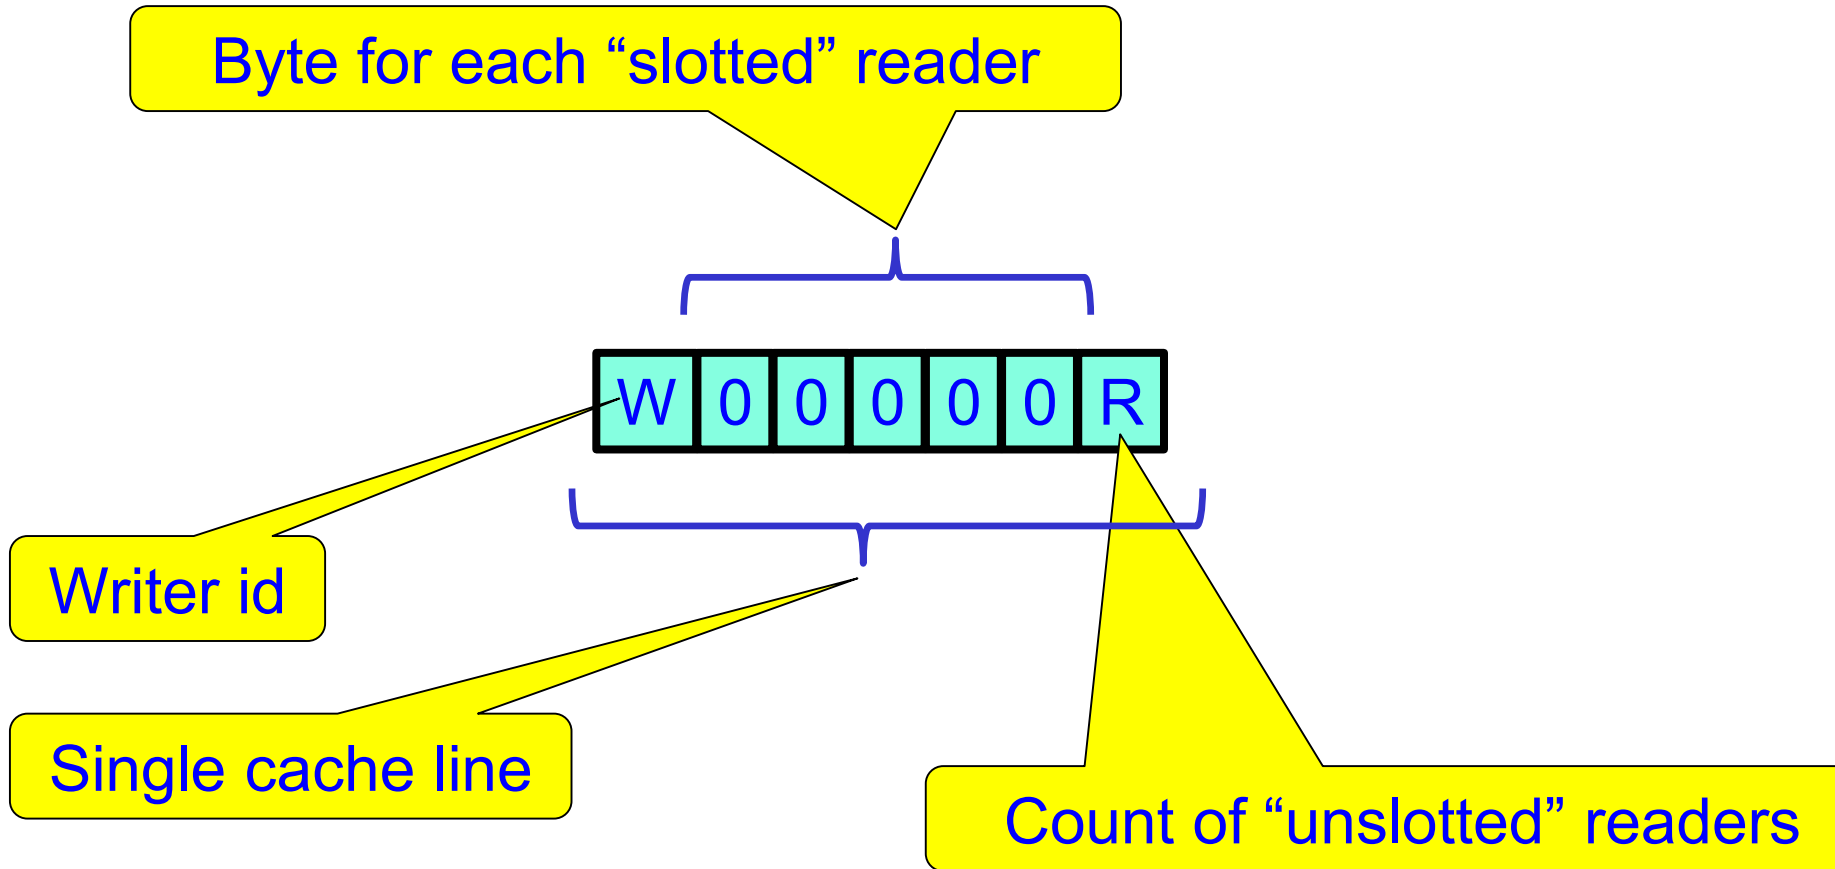 Byte for each “slotted” reader
W 0 0 0 0 0 R
Writer id
Single cache line
Count of “unslotted” readers